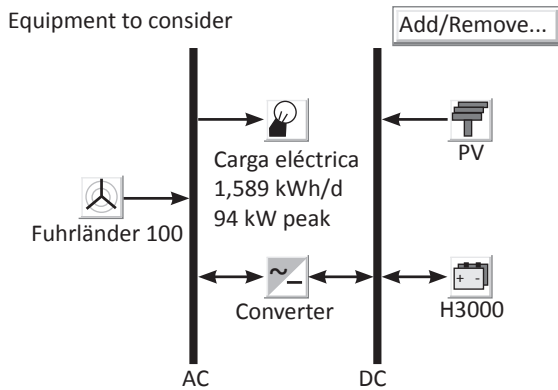 Equipment to consider
Add/Remove...
Carga eléctrica
1,589 kWh/d
94 kW peak
PV
Fuhrländer 100
Converter
H3000
AC
DC